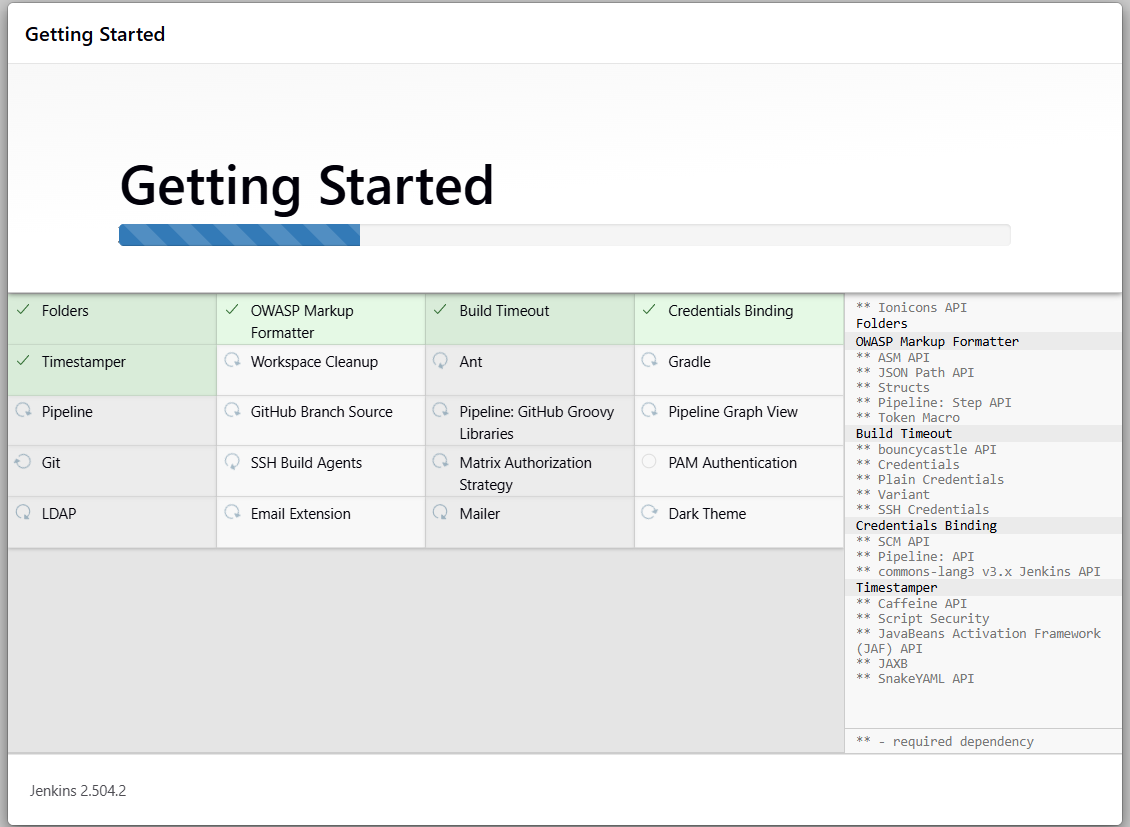 Getting Started
Getting Started
Folders
OWASP Markup
Formatter
Build Timeout
Credentials Binding
Timestamper
Workspace Cleanup
Ant
Gradle
Pipeline
GitHub Branch Source
Pipeline: GitHub Groovy
Libraries
Pipeline Graph View
Git
SSH Build Agents
Matrix Authorization
Strategy
PAM Authentication
LDAP
Email Extension
Mailer
Dark Theme
** Ionicons API
Folders
OWASP Markup Formatter
** ASM API
** JSON Path API
** Structs
** Pipeline: Step API
** Token Macro
Build Timeout
** bouncycastle API
** Credentials
** Plain Credentials
** Variant
** SSH Credentials
Credentials Binding
** SCM API
** Pipeline: API
** commons-lang3 v3.x Jenkins API
Timestamper
** Caffeine API
** Script Security
** JavaBeans Activation Framework
(JAF) API
** JAXB
** SnakeYAML API
** - required dependency
Jenkins 2.504.2